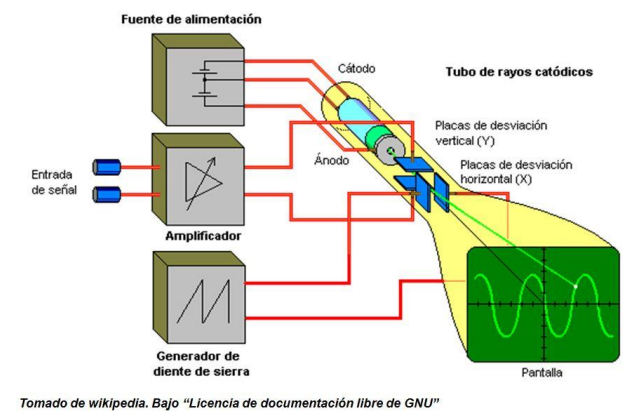 Fuente de alimentación
Cátodo
Tubo de rayos catódicos
Placas de desviación
vertical (Y)
Placas de desviación
horizontal (X)
Ánodo
Entrada
de señal
Amplificador
Generador de
diente de sierra
Pantalla
Tomado de wikipedia. Bajo “Licencia de documentación libre de GNU”